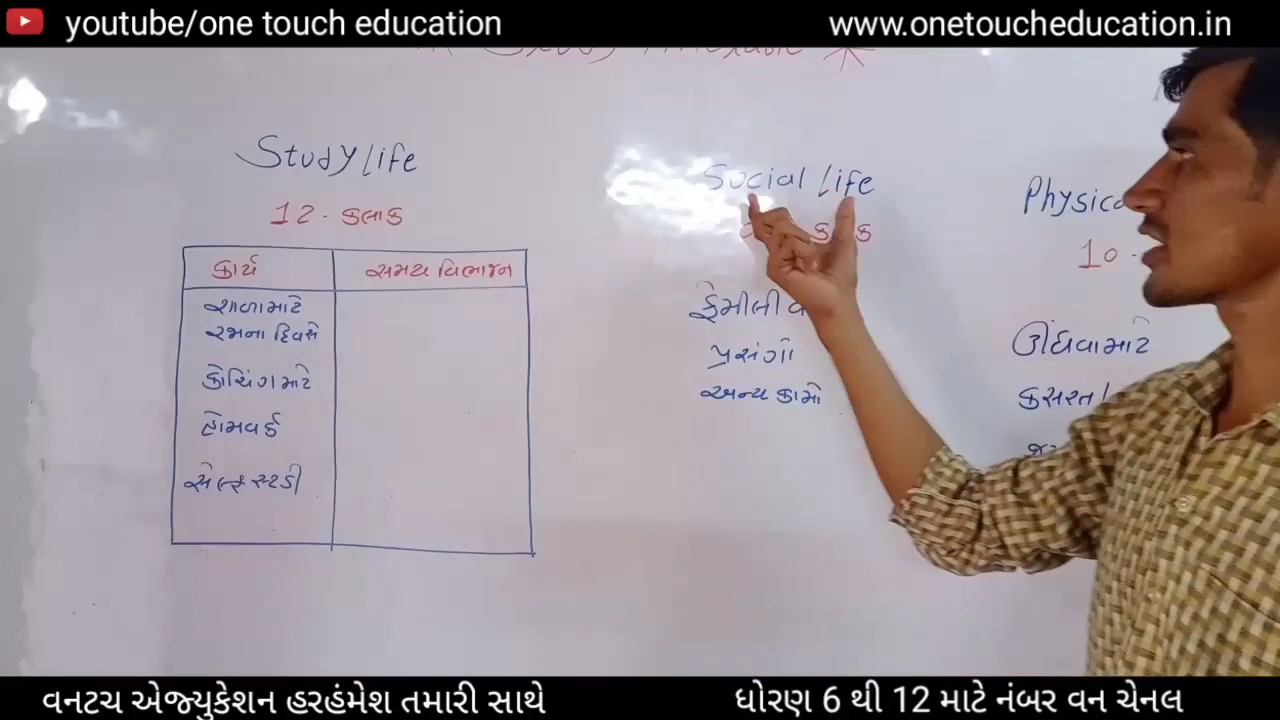 youtube/one touch education
www.onetoucheducation.in
Study life
12 - કલાક
કાર્ય
સમય વિભાજન
શાળા માટે
રજાના દિવસે
કોચિંગ માટે
હોમવર્ક
સેલ્ફ સ્ટડી
Social life
ફેમીલી
પ્રસંગો
અન્ય કામો
10 -
ઊંઘવા માટે
કસરત /
વનટચ એજ્યુકેશન હરહંમેશ તમારી સાથે
ધોરણ 6 થી 12 માટે નંબર વન ચેનલ